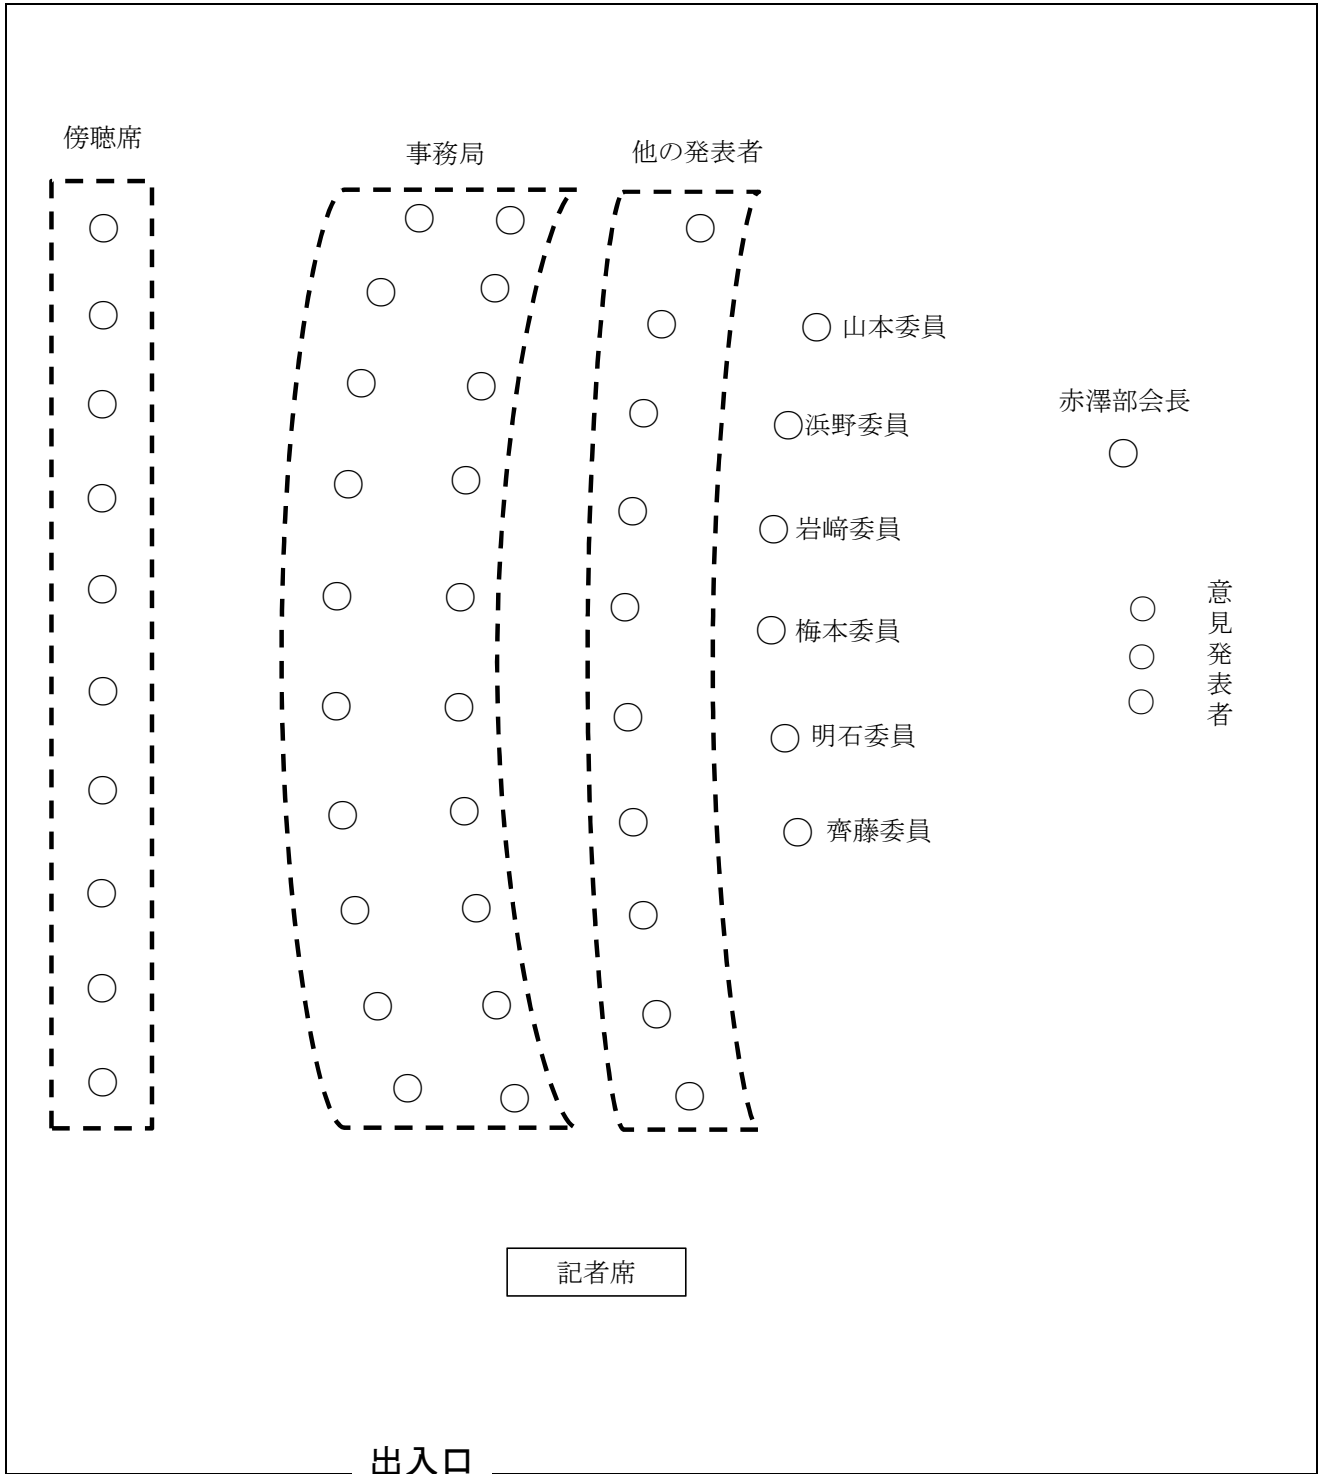 傍聴席
事務局
他の発表者
山本委員
赤澤部会長
浜野委員
岩﨑委員
意見発表者
梅本委員
明石委員
齊藤委員
記者席
出入口